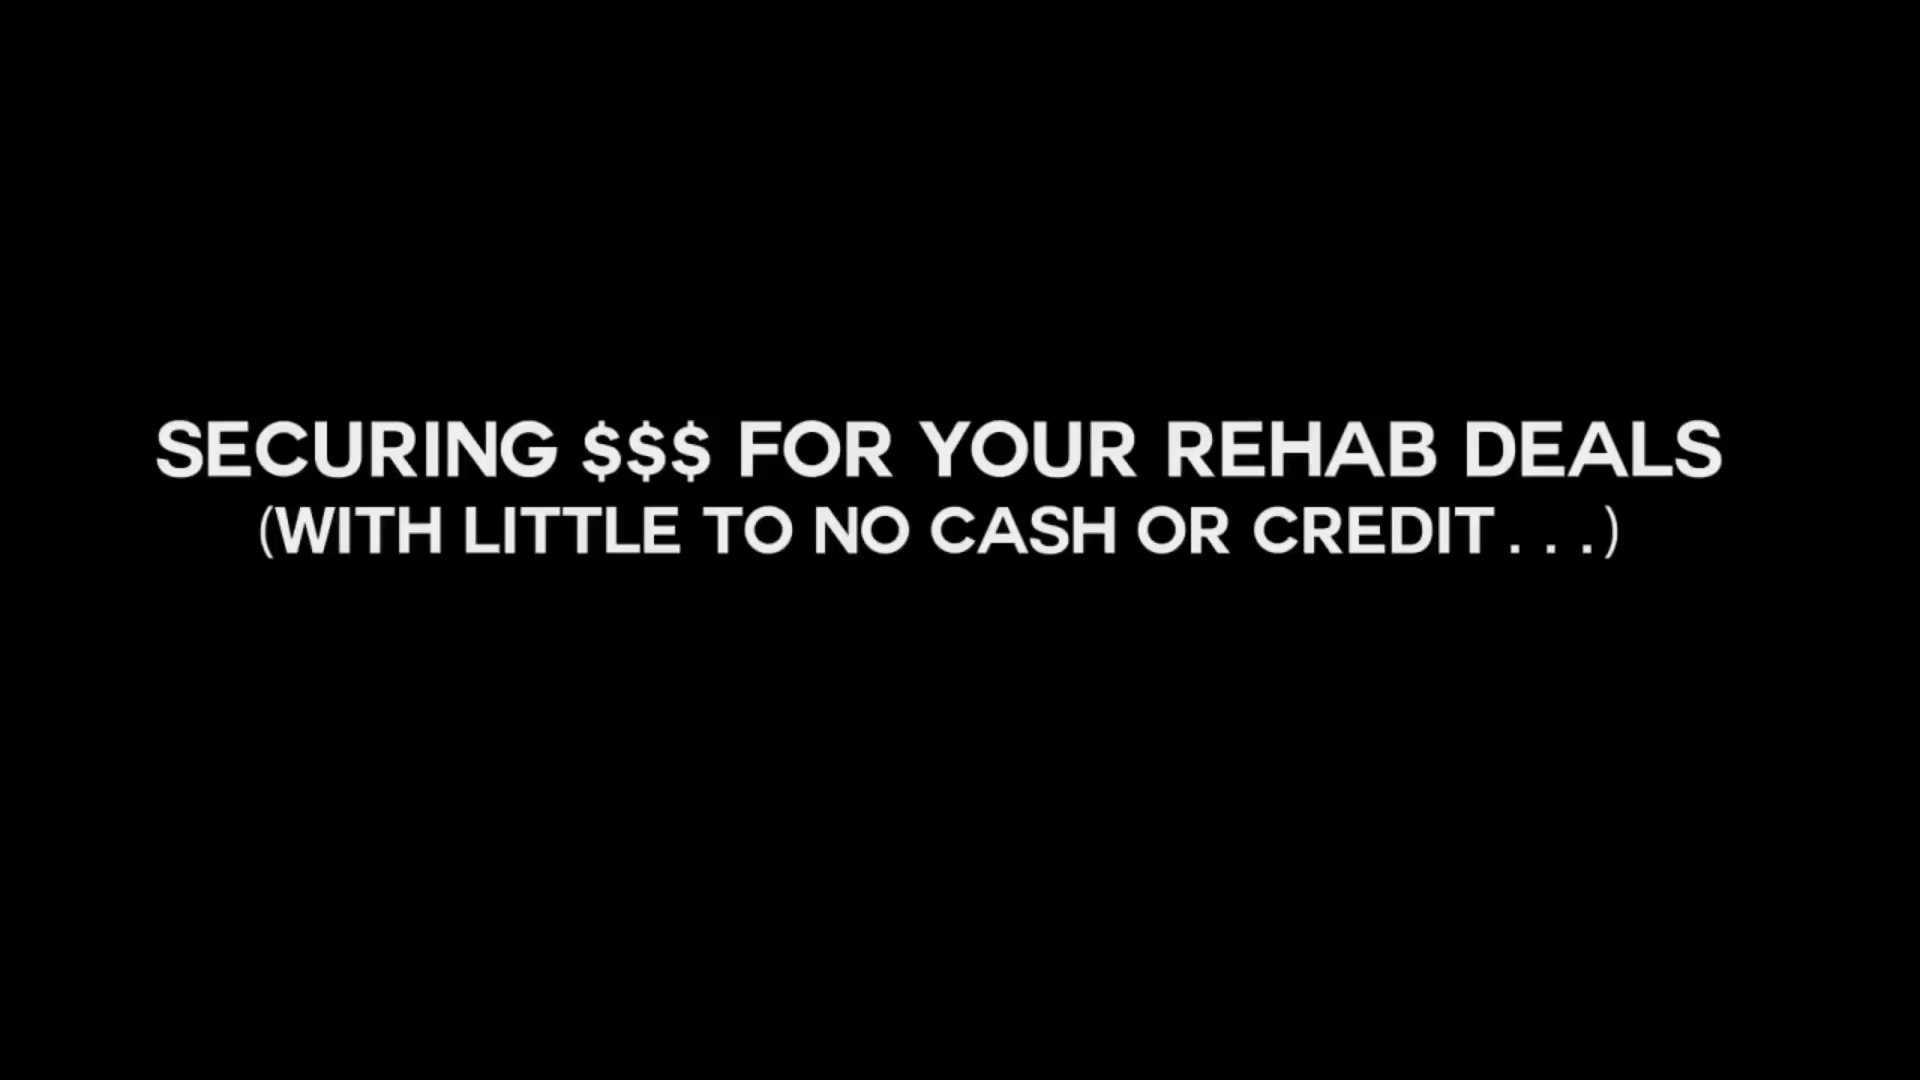 SECURING $$$ FOR YOUR REHAB DEALS
(WITH LITTLE TO NO CASH OR CREDIT . . .)